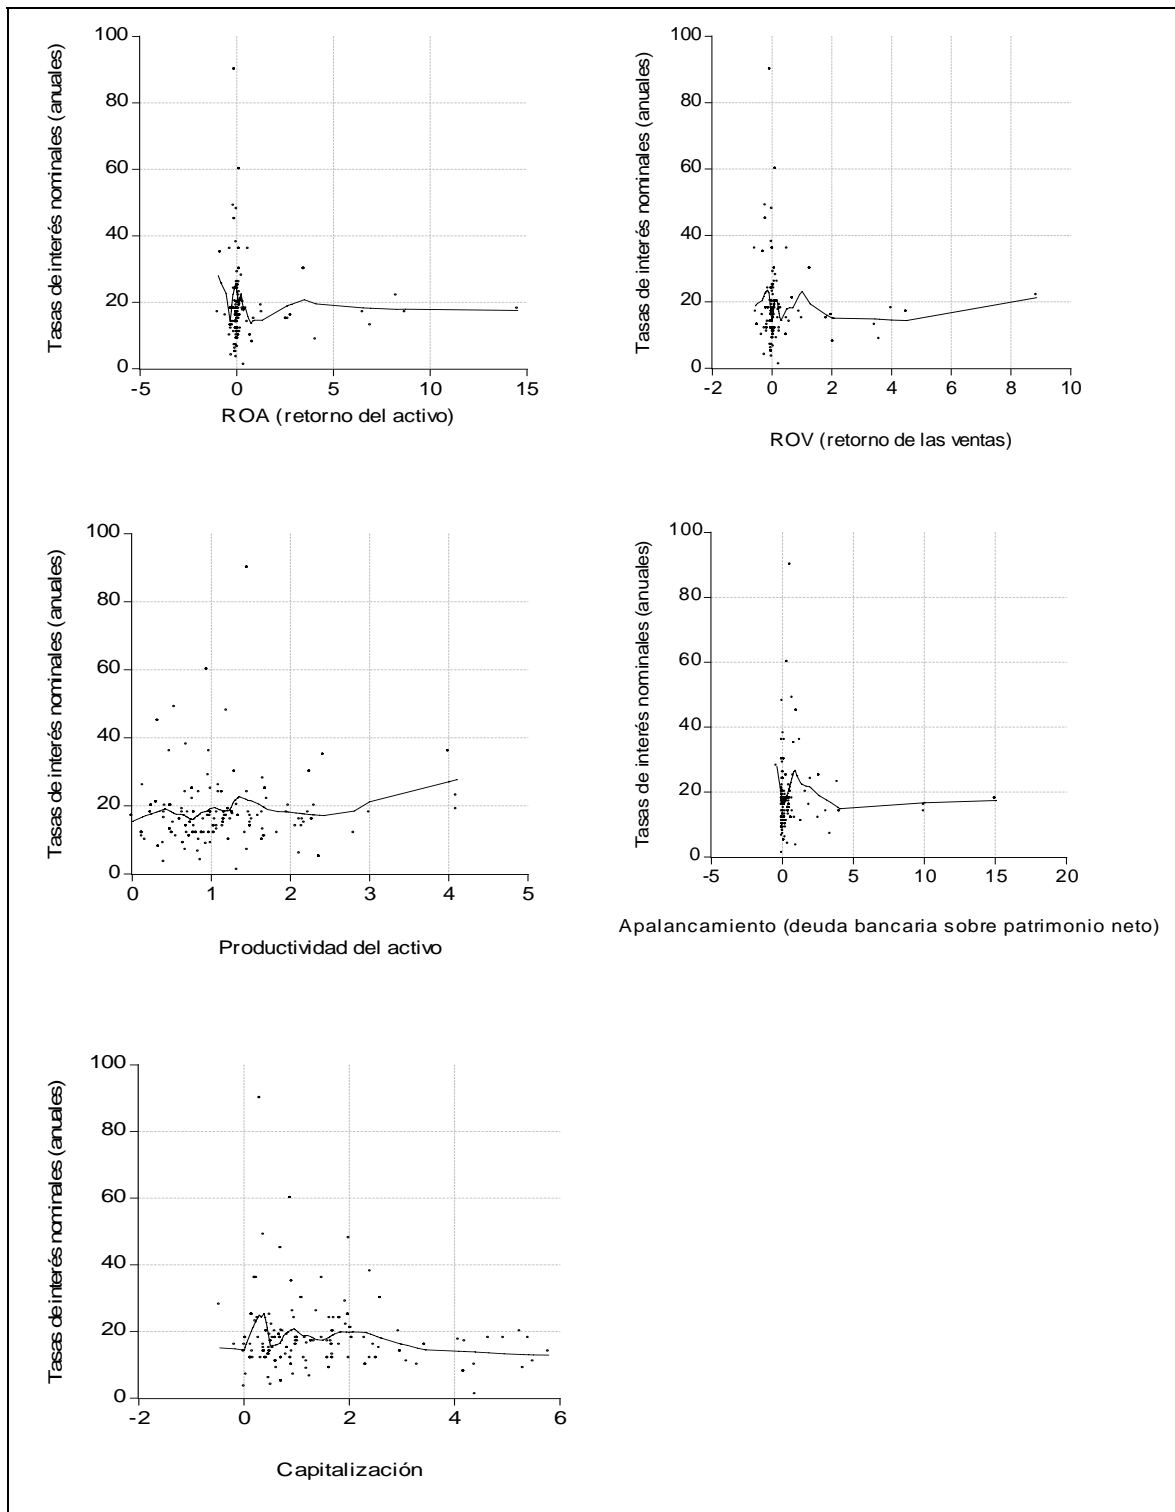 Tasas de interés nominales (anuales)
100
80
60
40
20
0
-5 0 5 10 15
ROA (retorno del activo)
Tasas de interés nominales (anuales)
100
80
60
40
20
0
-2 0 2 4 6 8 10
ROV (retorno de las ventas)
Tasas de interés nominales (anuales)
100
80
60
40
20
0
0 1 2 3 4 5
Productividad del activo
Tasas de interés nominales (anuales)
100
80
60
40
20
0
-5 0 5 10 15 20
Apalancamiento (deuda bancaria sobre patrimonio neto)
Tasas de interés nominales (anuales)
100
80
60
40
20
0
-2 0 2 4 6
Capitalización